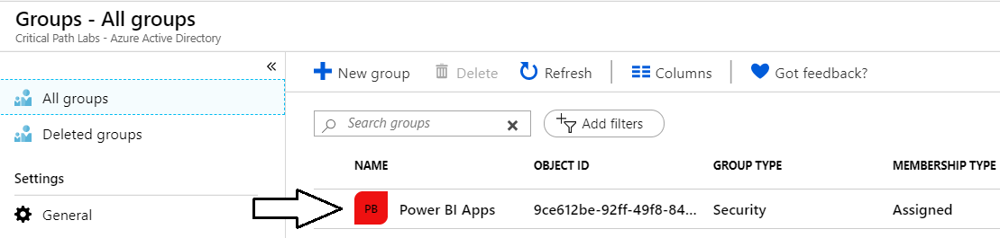 Groups - All groups
Critical Path Labs - Azure Active Directory
«
All groups
Deleted groups
Settings
General
New group Delete Refresh Columns Got feedback?
Search groups Add filters
NAME OBJECT ID GROUP TYPE MEMBERSHIP TYPE
PB Power BI Apps 9ce612be-92ff-49f8-84... Security Assigned